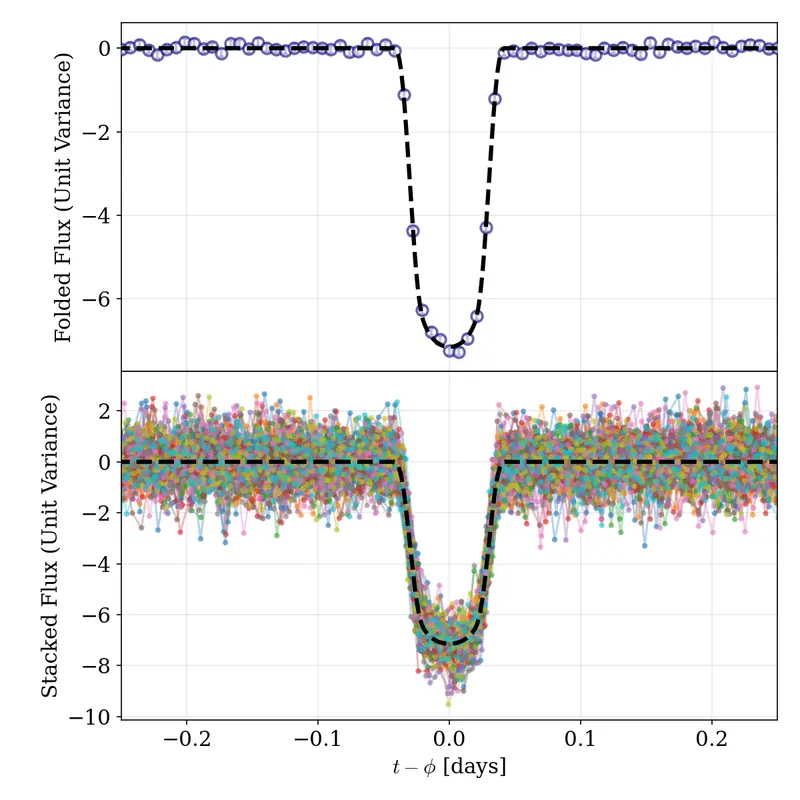 Folded Flux (Unit Variance)
0
−2
−4
−6
Stacked Flux (Unit Variance)
2
0
−2
−4
−6
−8
−10
−0.2 −0.1 0.0 0.1 0.2
t − ϕ [days]